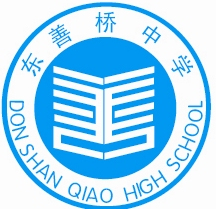 东善桥中学
DON SHAN QIAO HIGH SCHOOL